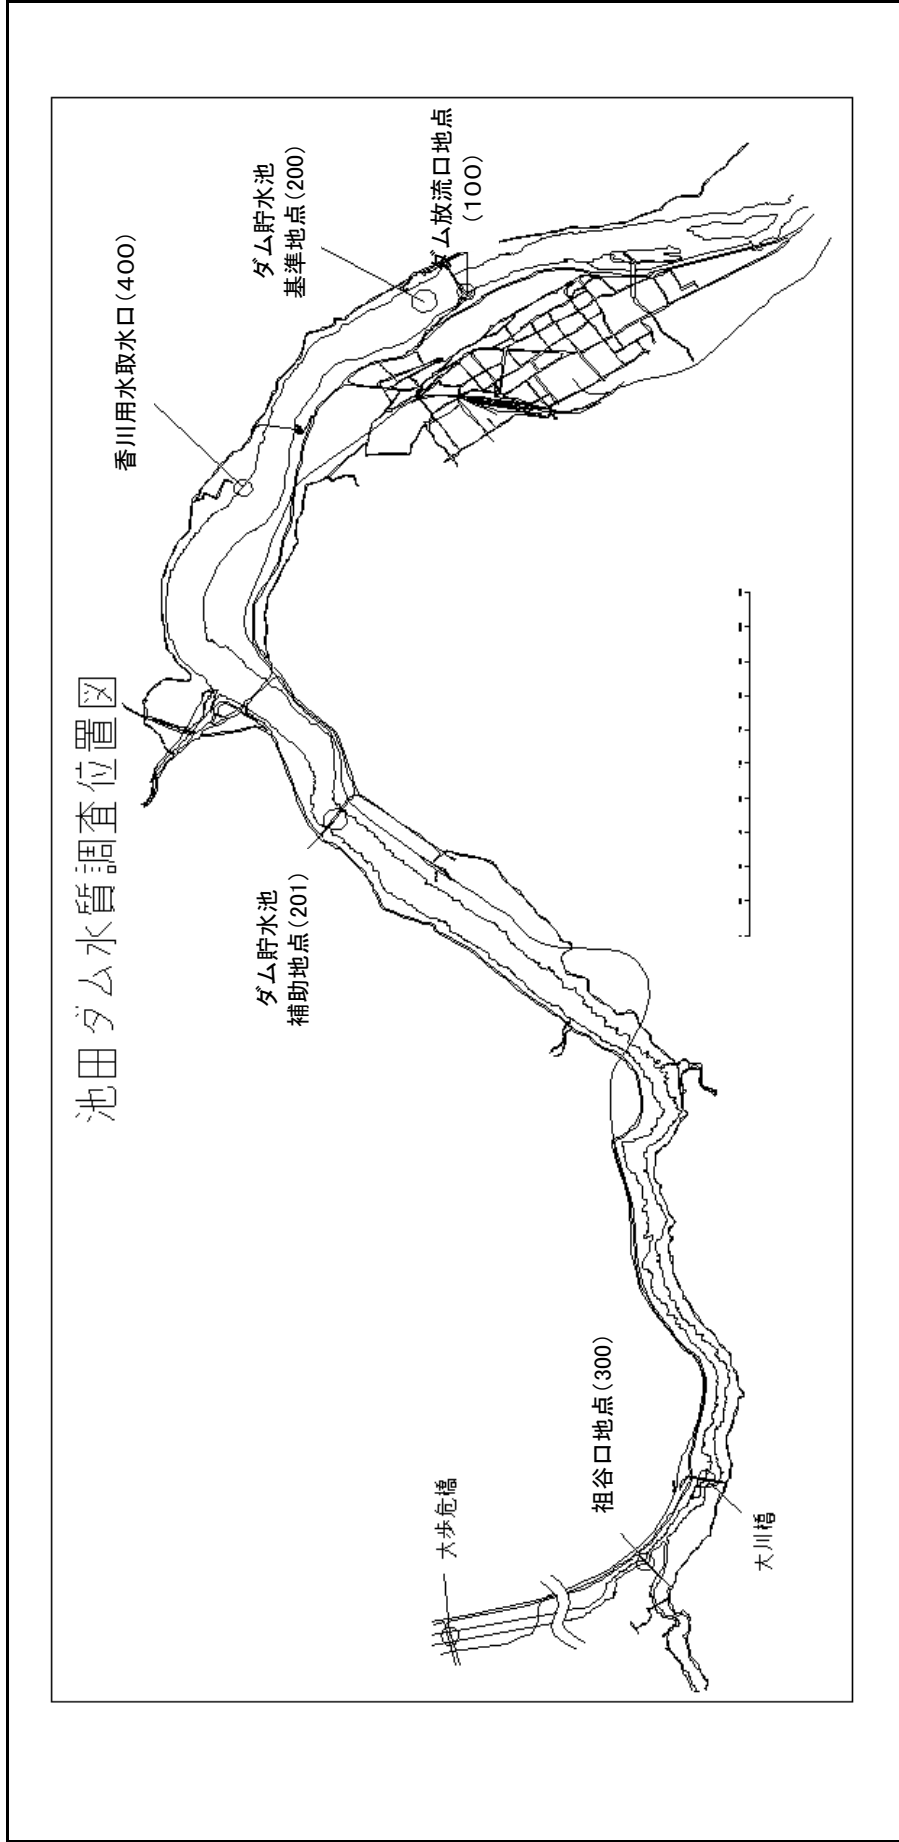 池田ダム水質調査位置図
大歩危橋
祖谷口地点(300)
大川橋
ダム貯水池
補助地点(201)
香川用水取水口(400)
ダム貯水池
基準地点(200)
ダム放流口地点
(100)